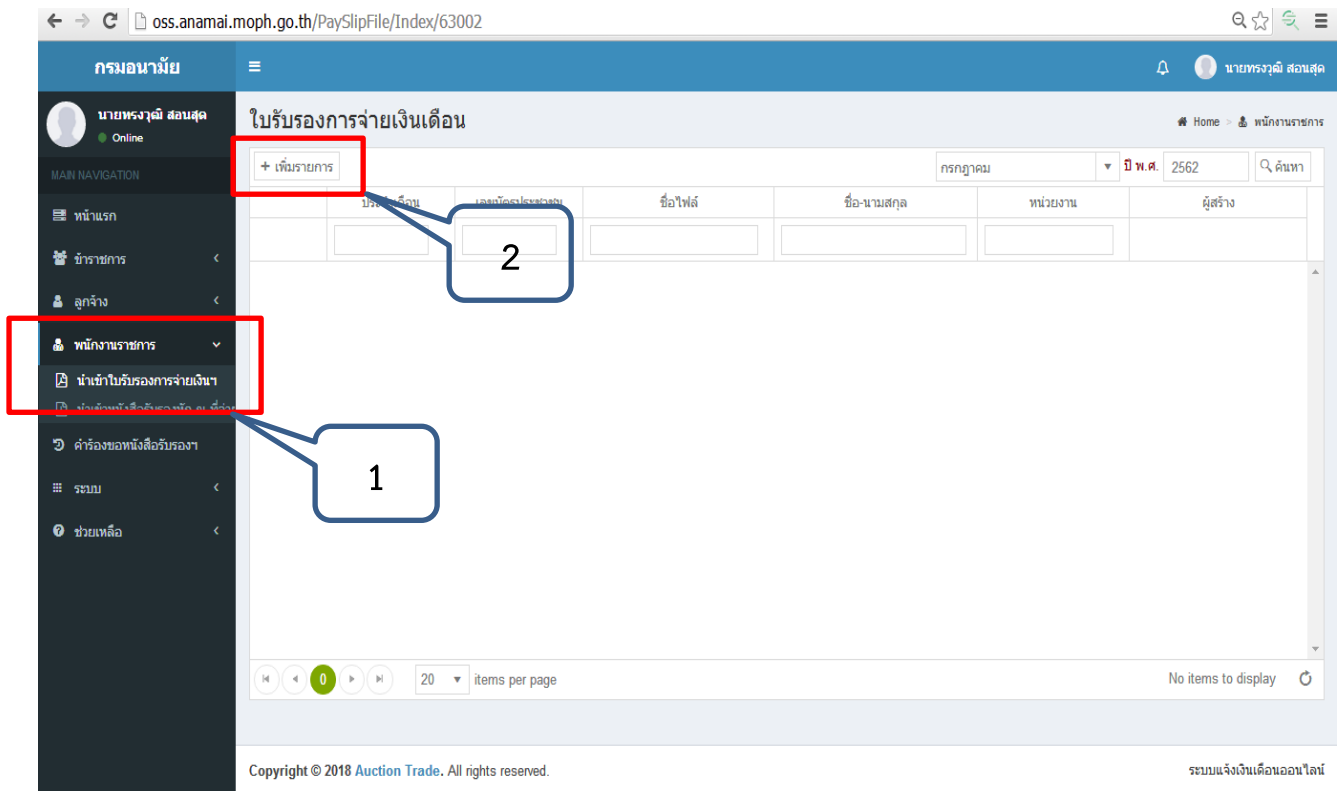 oss.anamai.moph.go.th/PaySlipFile/Index/63002
กรมอนามัย
นายทรงวุฒิ สอนสุด
นายทรงวุฒิ สอนสุด
Online
ใบรับรองการจ่ายเงินเดือน
Home > พนักงานราชการ
MAIN NAVIGATION
+ เพิ่มรายการ
กรกฎาคม ปี พ.ศ. 2562 ค้นหา
เลขบัตรประชาชน ชื่อไฟล์ ชื่อ-นามสกุล หน่วยงาน ผู้สร้าง
หน้าแรก
ข้าราชการ
ลูกจ้าง
พนักงานราชการ
นำเข้าใบรับรองการจ่ายเงินฯ
คำร้องขอหนังสือรับรองฯ
ระบบ
ช่วยเหลือ
2
1
0
20 items per page
No items to display
Copyright © 2018 Auction Trade. All rights reserved.
ระบบแจ้งเงินเดือนออนไลน์